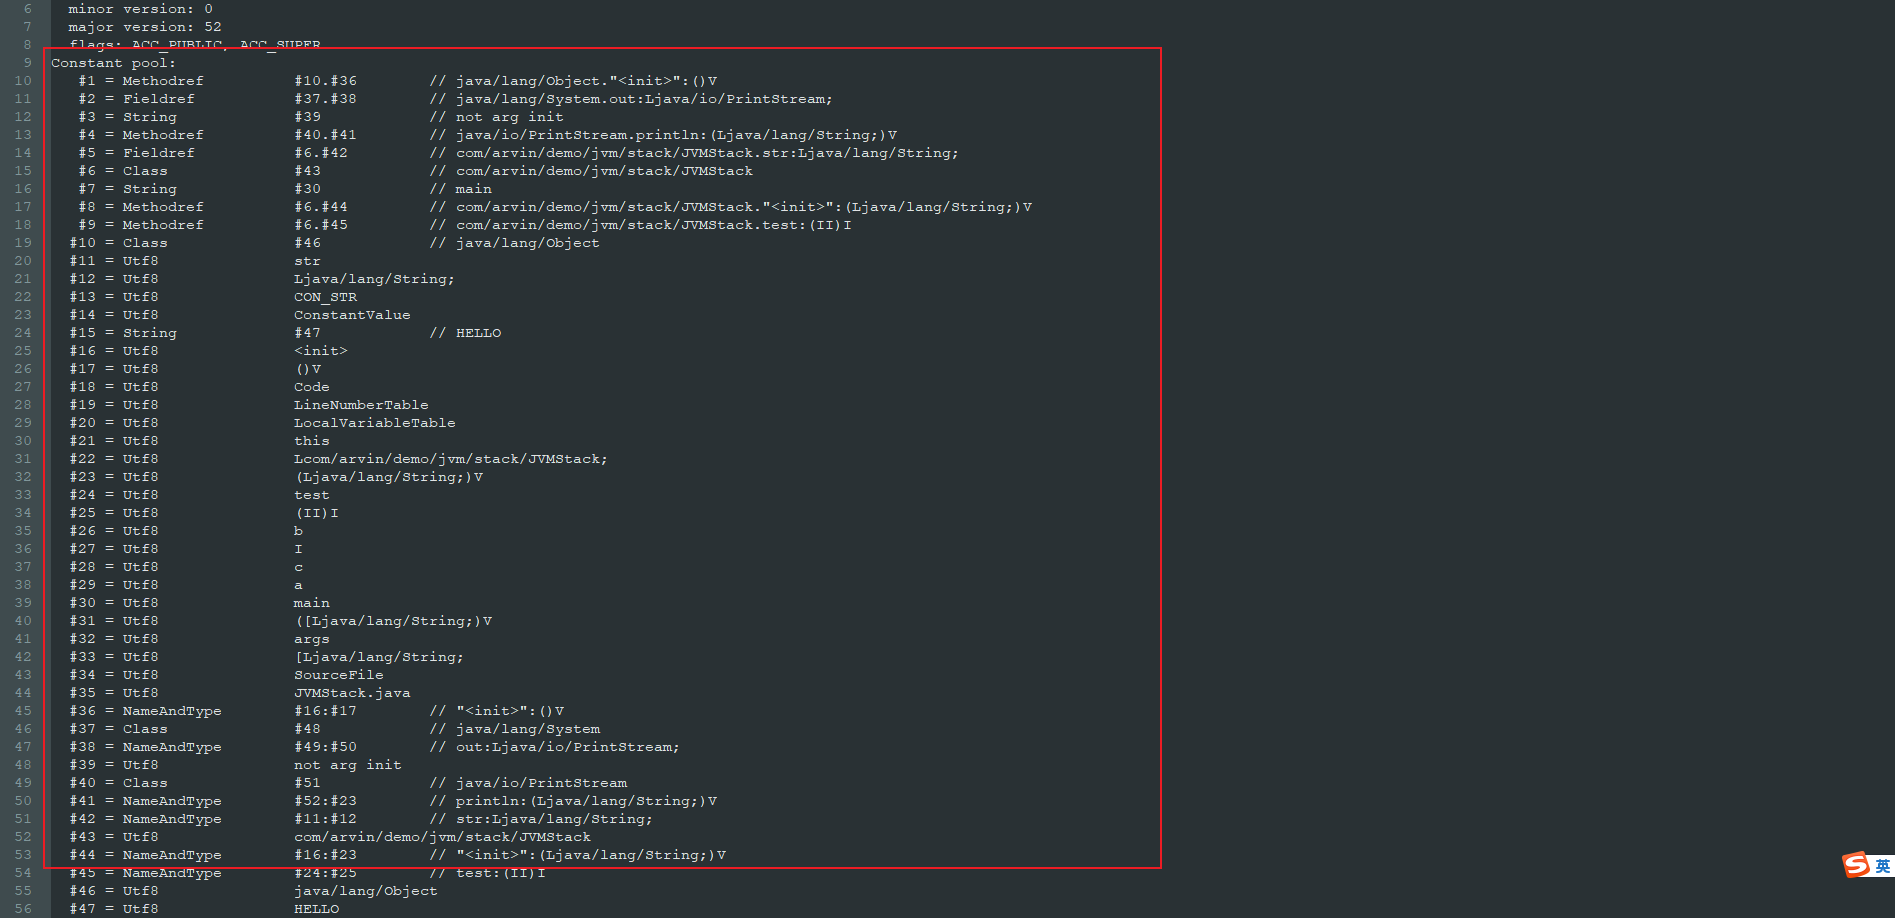 6 minor version: 0
7 major version: 52
8 flags: ACC_PUBLIC, ACC_SUPER
9 Constant pool:
10 #1 = Methodref #10.#36 // java/lang/Object."<init>":()V
11 #2 = Fieldref #37.#38 // java/lang/System.out:Ljava/io/PrintStream;
12 #3 = String #39 // not arg init
13 #4 = Methodref #40.#41 // java/io/PrintStream.println:(Ljava/lang/String;)V
14 #5 = Fieldref #6.#42 // com/arvin/demo/jvm/stack/JVMStack.str:Ljava/lang/String;
15 #6 = Class #43 // com/arvin/demo/jvm/stack/JVMStack
16 #7 = String #30 // main
17 #8 = Methodref #6.#44 // com/arvin/demo/jvm/stack/JVMStack."<init>":(Ljava/lang/String;)V
18 #9 = Methodref #6.#45 // com/arvin/demo/jvm/stack/JVMStack.test:(II)I
19 #10 = Class #46 // java/lang/Object
20 #11 = Utf8 str
21 #12 = Utf8 Ljava/lang/String;
22 #13 = Utf8 CON_STR
23 #14 = Utf8 ConstantValue
24 #15 = String #47 // HELLO
25 #16 = Utf8 <init>
26 #17 = Utf8 ()V
27 #18 = Utf8 Code
28 #19 = Utf8 LineNumberTable
29 #20 = Utf8 LocalVariableTable
30 #21 = Utf8 this
31 #22 = Utf8 Lcom/arvin/demo/jvm/stack/JVMStack;
32 #23 = Utf8 (Ljava/lang/String;)V
33 #24 = Utf8 test
34 #25 = Utf8 (II)I
35 #26 = Utf8 b
36 #27 = Utf8 I
37 #28 = Utf8 c
38 #29 = Utf8 a
39 #30 = Utf8 main
40 #31 = Utf8 ([Ljava/lang/String;)V
41 #32 = Utf8 args
42 #33 = Utf8 [Ljava/lang/String;
43 #34 = Utf8 SourceFile
44 #35 = Utf8 JVMStack.java
45 #36 = NameAndType #16:#17 // "<init>":()V
46 #37 = Class #48 // java/lang/System
47 #38 = NameAndType #49:#50 // out:Ljava/io/PrintStream;
48 #39 = Utf8 not arg init
49 #40 = Class #51 // java/io/PrintStream
50 #41 = NameAndType #52:#23 // println:(Ljava/lang/String;)V
51 #42 = NameAndType #11:#12 // str:Ljava/lang/String;
52 #43 = Utf8 com/arvin/demo/jvm/stack/JVMStack
53 #44 = NameAndType #16:#23 // "<init>":(Ljava/lang/String;)V
54 #45 = NameAndType #24:#25 // test:(II)I
55 #46 = Utf8 java/lang/Object
56 #47 = Utf8 HELLO
S 英